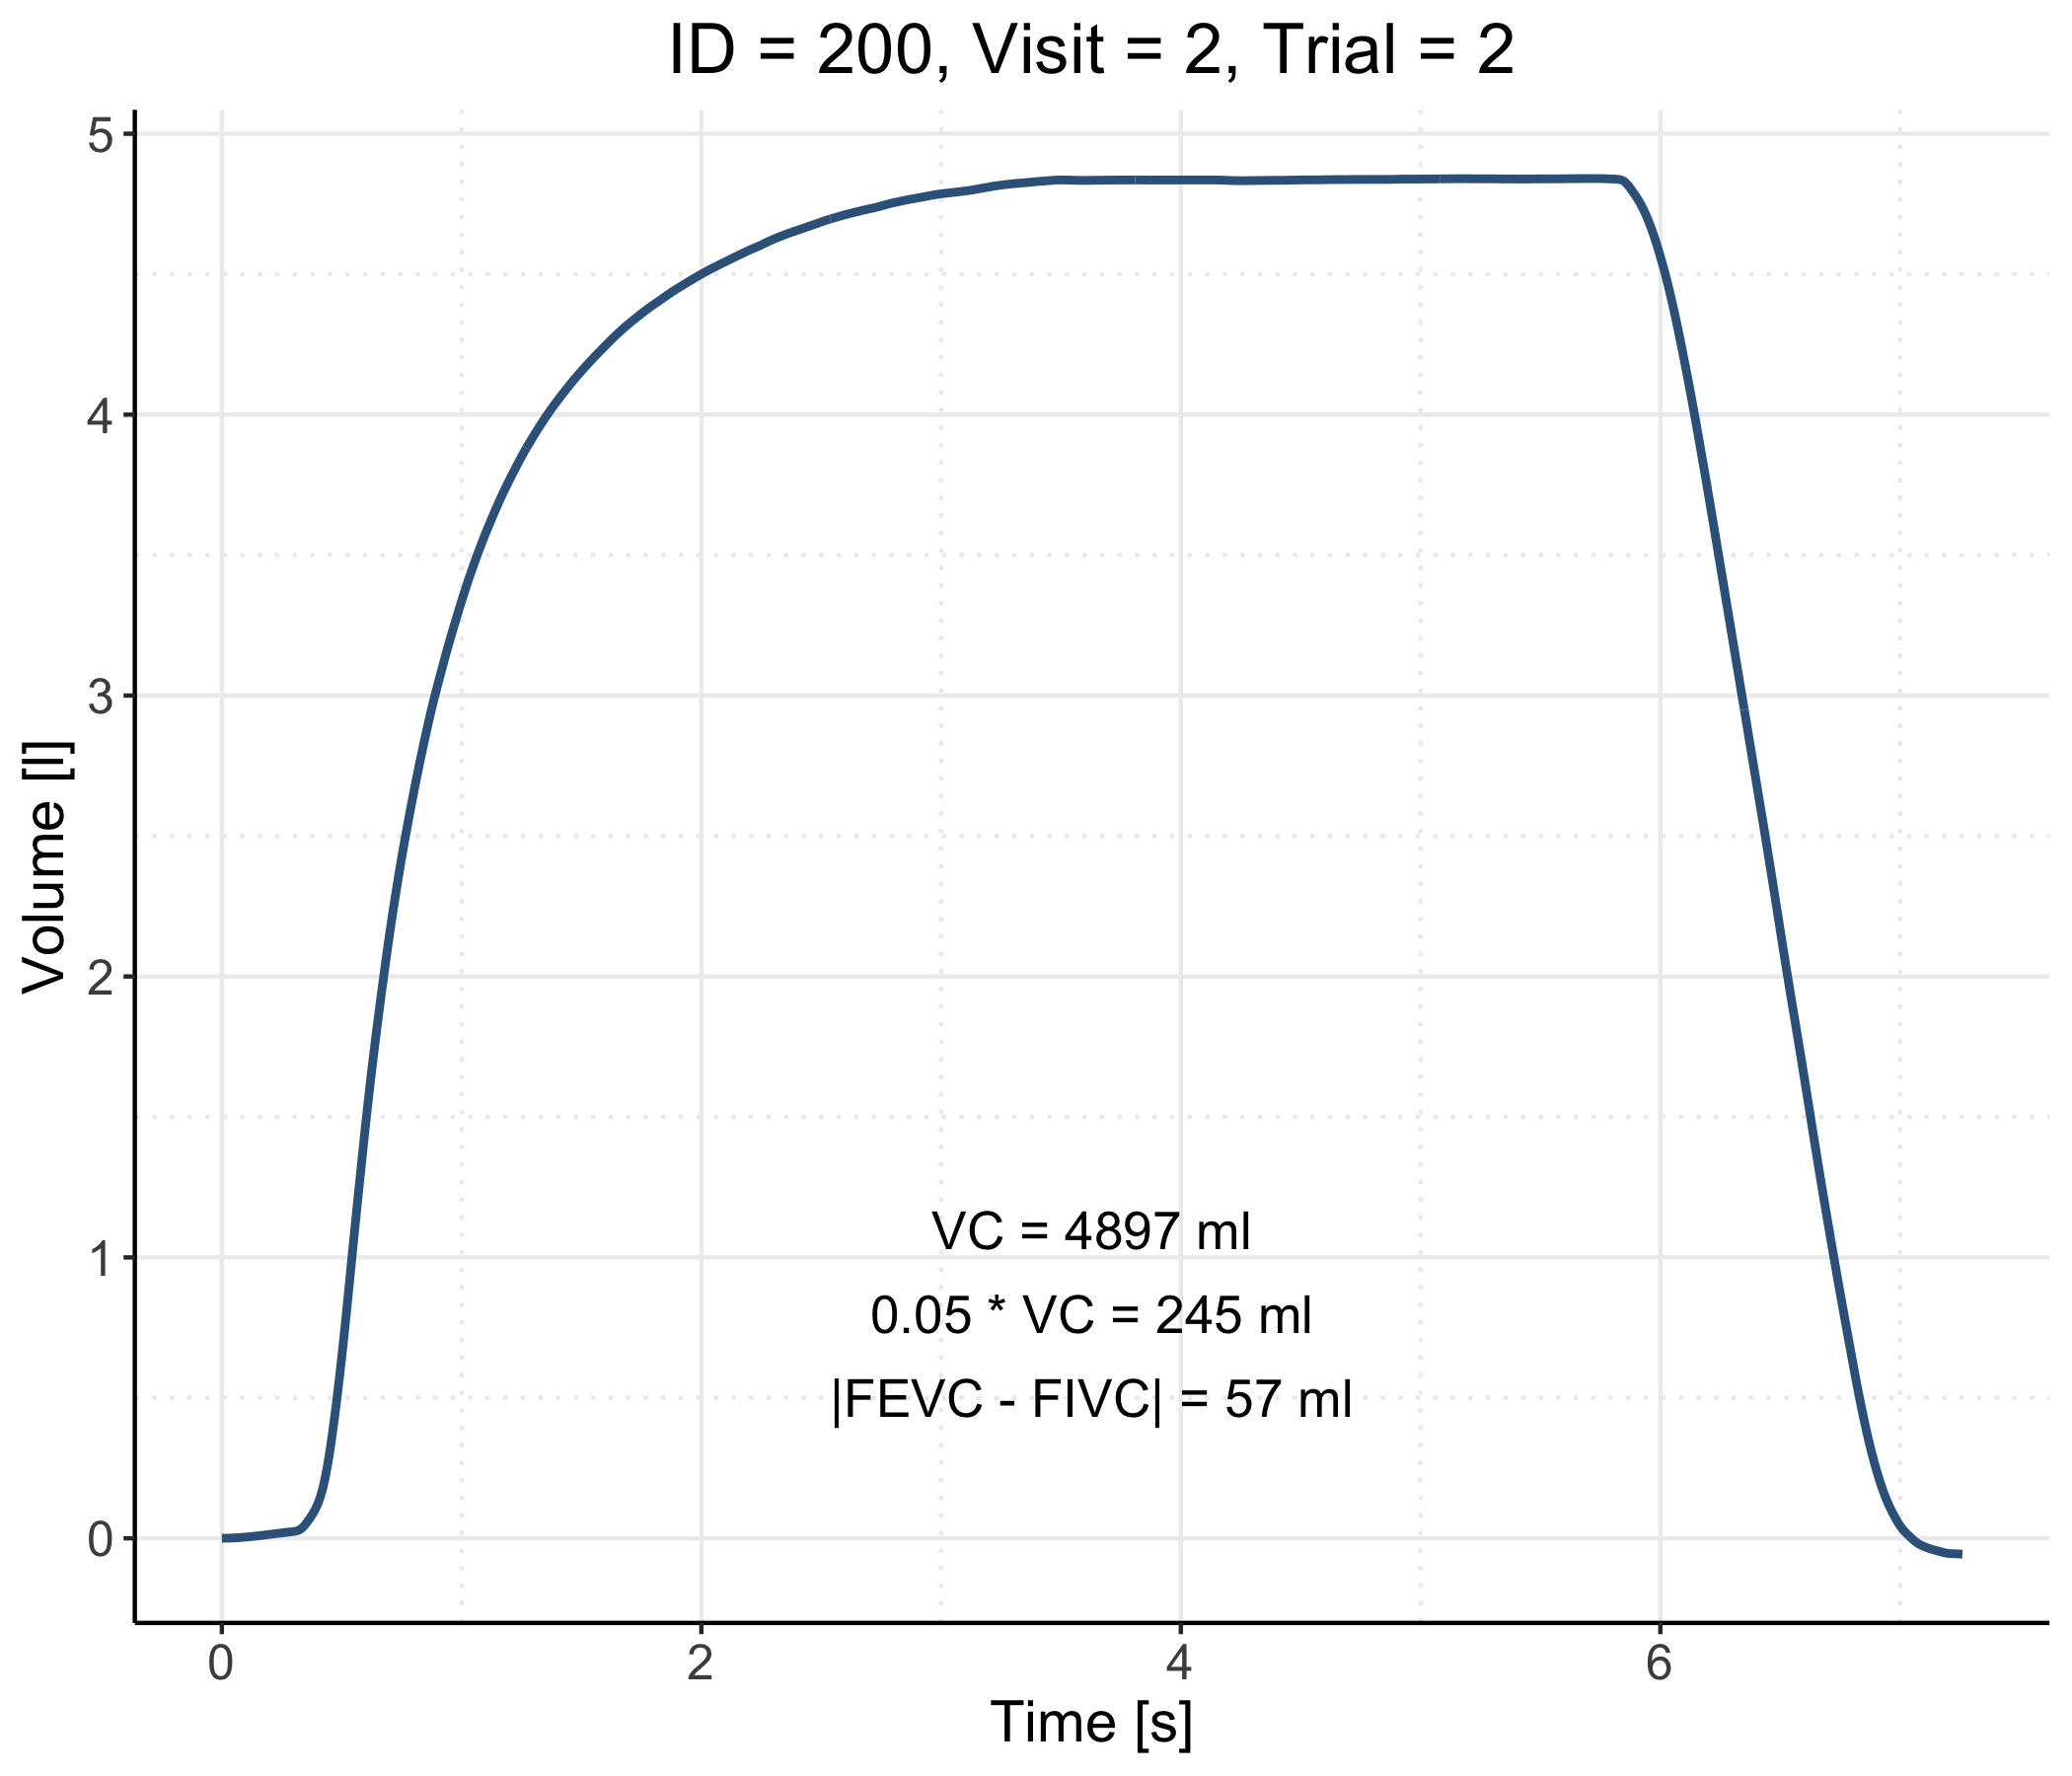 ID = 200, Visit = 2, Trial = 2
5
4
3
2
1
0
Volume [l]
VC = 4897 ml
0.05 * VC = 245 ml
|FEVC - FIVC| = 57 ml
0 2 4 6
Time [s]